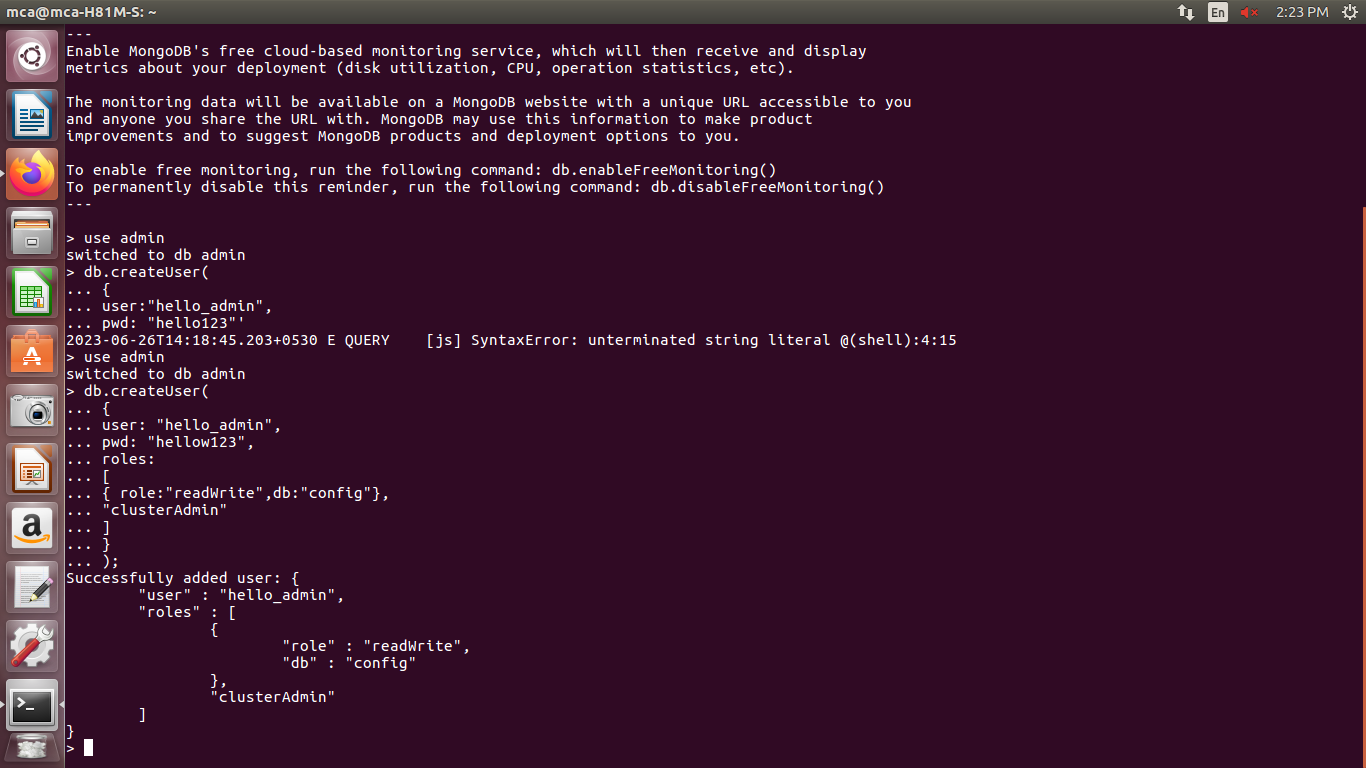 mca@mca-H81M-S: ~
En
2:23 PM
---
Enable MongoDB's free cloud-based monitoring service, which will then receive and display
metrics about your deployment (disk utilization, CPU, operation statistics, etc).
The monitoring data will be available on a MongoDB website with a unique URL accessible to you
and anyone you share the URL with. MongoDB may use this information to make product
improvements and to suggest MongoDB products and deployment options to you.
To enable free monitoring, run the following command: db.enableFreeMonitoring()
To permanently disable this reminder, run the following command: db.disableFreeMonitoring()
---
> use admin
switched to db admin
> db.createUser(
... {
... user:"hello_admin",
... pwd: "hello123"'
2023-06-26T14:18:45.203+0530 E QUERY    [js] SyntaxError: unterminated string literal @(shell):4:15
> use admin
switched to db admin
> db.createUser(
... {
... user: "hello_admin",
... pwd: "hellow123",
... roles:
... [
... { role:"readWrite",db:"config"},
... "clusterAdmin"
... ]
... }
... );
Successfully added user: {
        "user" : "hello_admin",
        "roles" : [
                {
                        "role" : "readWrite",
                        "db" : "config"
                },
                "clusterAdmin"
        ]
}
>